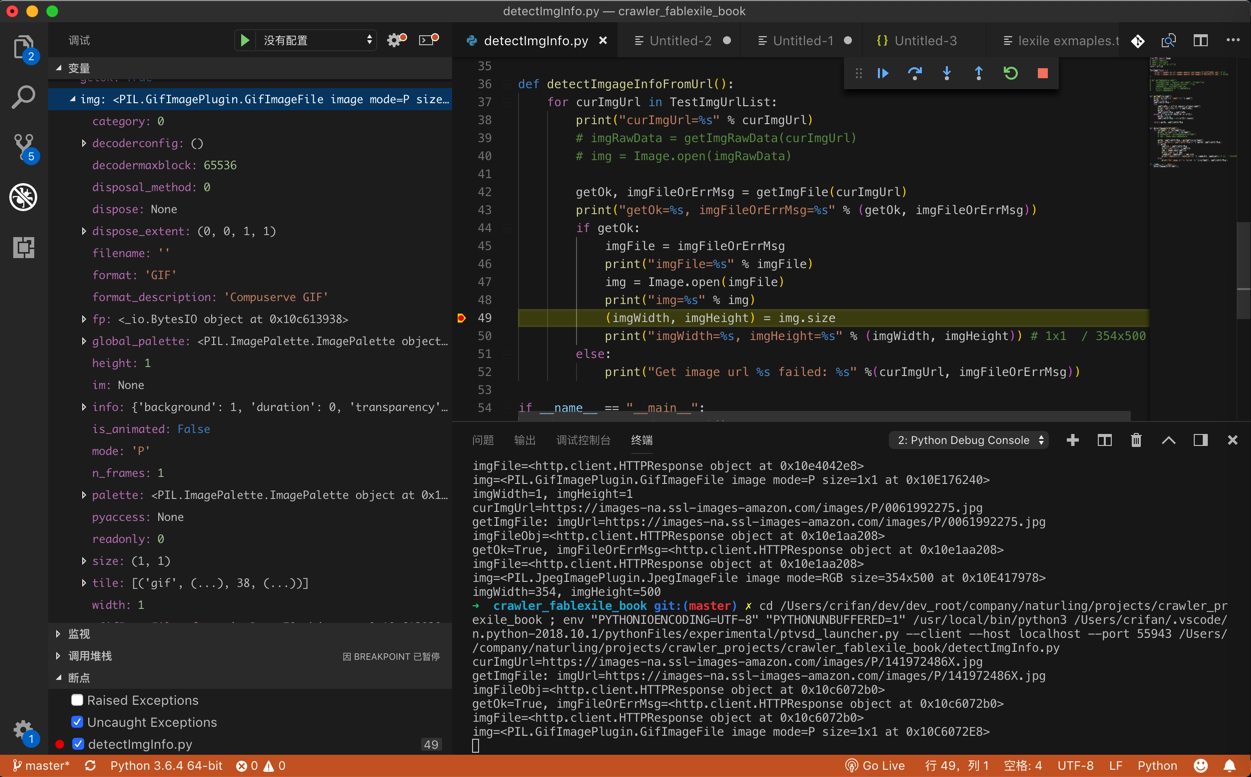 detectImgInfo.py — crawler_fablexile_book
调试
没有配置
detectImgInfo.py
Untitled-2
Untitled-1
{} Untitled-3
lexile exmaples.t
2
5
1
变量
img: <PIL.GifImagePlugin.GifImageFile image mode=P size…
category: 0
decoderconfig: ()
decodermaxblock: 65536
disposal_method: 0
dispose: None
dispose_extent: (0, 0, 1, 1)
filename: ''
format: 'GIF'
format_description: 'Compuserve GIF'
fp: <_io.BytesIO object at 0x10c613938>
global_palette: <PIL.ImagePalette.ImagePalette object…
height: 1
im: None
info: {'background': 1, 'duration': 0, 'transparency'…
is_animated: False
mode: 'P'
n_frames: 1
palette: <PIL.ImagePalette.ImagePalette object at 0x1…
pyaccess: None
readonly: 0
size: (1, 1)
tile: [('gif', (...), 38, (...))]
width: 1
监视
调用堆栈
因 BREAKPOINT 已暂停
断点
Raised Exceptions
Uncaught Exceptions
detectImgInfo.py
49
35
36 def detectImgageInfoFromUrl():
37 for curImgUrl in TestImgUrlList:
38 print("curImgUrl=%s" % curImgUrl)
39 # imgRawData = getImgRawData(curImgUrl)
40 # img = Image.open(imgRawData)
41
42 getOk, imgFileOrErrMsg = getImgFile(curImgUrl)
43 print("getOk=%s, imgFileOrErrMsg=%s" % (getOk, imgFileOrErrMsg))
44 if getOk:
45 imgFile = imgFileOrErrMsg
46 print("imgFile=%s" % imgFile)
47 img = Image.open(imgFile)
48 print("img=%s" % img)
49 (imgWidth, imgHeight) = img.size
50 print("imgWidth=%s, imgHeight=%s" % (imgWidth, imgHeight)) # 1x1 / 354x500
51 else:
52 print("Get image url %s failed: %s" %(curImgUrl, imgFileOrErrMsg))
53
54 if __name__ == "__main__":
问题
输出
调试控制台
终端
2: Python Debug Console
imgFile=<http.client.HTTPResponse object at 0x10e4042e8>
img=<PIL.GifImagePlugin.GifImageFile image mode=P size=1x1 at 0x10E176240>
imgWidth=1, imgHeight=1
curImgUrl=https://images-na.ssl-images-amazon.com/images/P/0061992275.jpg
getImgFile: imgUrl=https://images-na.ssl-images-amazon.com/images/P/0061992275.jpg
imgFileObj=<http.client.HTTPResponse object at 0x10e1aa208>
getOk=True, imgFileOrErrMsg=<http.client.HTTPResponse object at 0x10e1aa208>
imgFile=<http.client.HTTPResponse object at 0x10e1aa208>
img=<PIL.JpegImagePlugin.JpegImageFile image mode=RGB size=354x500 at 0x10E417978>
imgWidth=354, imgHeight=500
➜ crawler_fablexile_book git:(master) ✗ cd /Users/crifan/dev/dev_root/company/naturling/projects/crawler_pr
exile_book ; env "PYTHONIOENCODING=UTF-8" "PYTHONUNBUFFERED=1" /usr/local/bin/python3 /Users/crifan/.vscode/
n.python-2018.10.1/pythonFiles/experimental/ptvsd_launcher.py --client --host localhost --port 55943 /Users/
/company/naturling/projects/crawler_projects/crawler_fablexile_book/detectImgInfo.py
curImgUrl=https://images-na.ssl-images-amazon.com/images/P/141972486X.jpg
getImgFile: imgUrl=https://images-na.ssl-images-amazon.com/images/P/141972486X.jpg
imgFileObj=<http.client.HTTPResponse object at 0x10c6072b0>
getOk=True, imgFileOrErrMsg=<http.client.HTTPResponse object at 0x10c6072b0>
imgFile=<http.client.HTTPResponse object at 0x10c6072b0>
img=<PIL.GifImagePlugin.GifImageFile image mode=P size=1x1 at 0x10C6072E8>
master*
Python 3.6.4 64-bit
0
0
Go Live
行 49，列 1
空格: 4
UTF-8
LF
Python